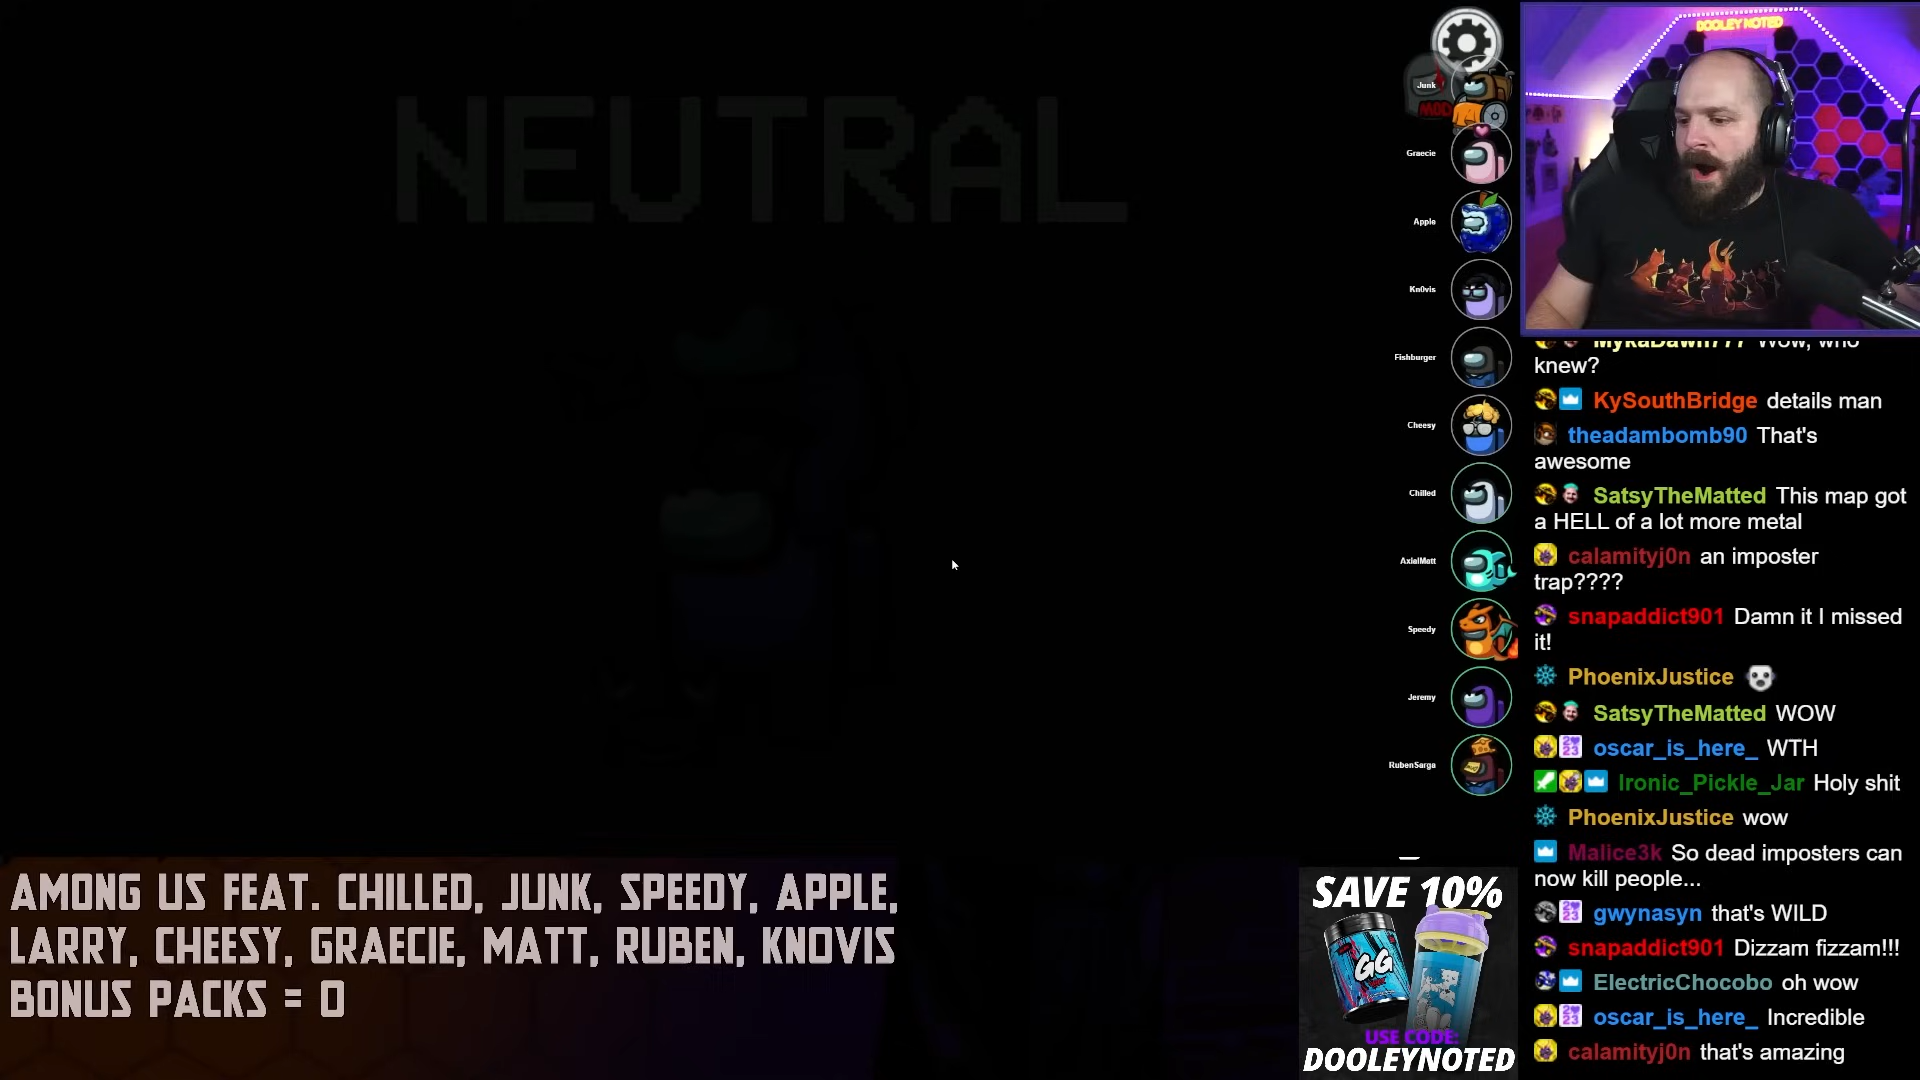 NEUTRAL
Junk
MOD
Graecie
Apple
Kn0vis
Fishburger
Cheesy
Chilled
AxialMatt
Speedy
Jeremy
RubenSarga
DOOLEY NOTED
MykaDawn777 Wow, who
knew?
KySouthBridge details man
theadambomb90 That's
awesome
SatsyTheMatted This map got
a HELL of a lot more metal
calamityj0n an imposter
trap????
snapaddict901 Damn it I missed
it!
PhoenixJustice
SatsyTheMatted WOW
oscar_is_here_ WTH
Ironic_Pickle_Jar Holy shit
PhoenixJustice wow
Malice3k So dead imposters can
now kill people...
gwynasyn that's WILD
snapaddict901 Dizzam fizzam!!!
ElectricChocobo oh wow
oscar_is_here_ Incredible
calamityj0n that's amazing
AMONG US FEAT. CHILLED, JUNK, SPEEDY, APPLE,
LARRY, CHEESY, GRAECIE, MATT, RUBEN, KNOVIS
BONUS PACKS = 0
SAVE 10%
GG
USE CODE:
DOOLEYNOTED